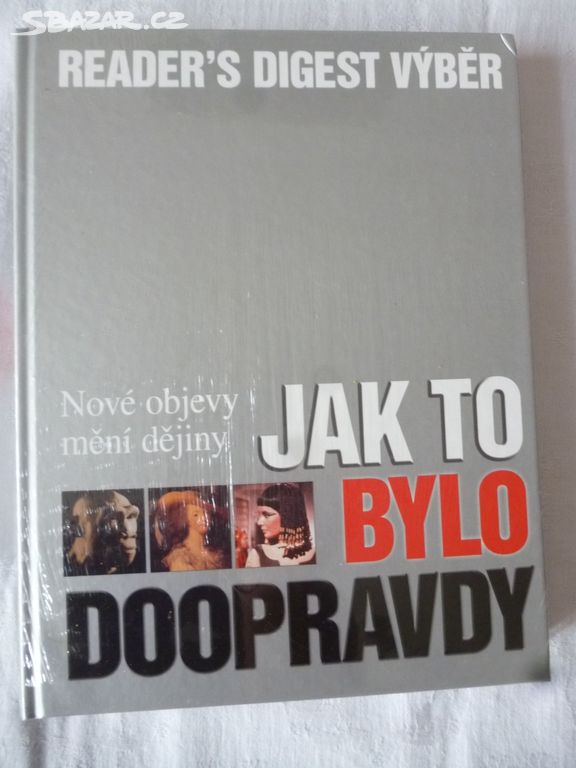 SBAZAR.CZ
READER'S DIGEST VÝBĚR
Nové objevy
mění dějiny
JAK TO
BYLO
DOOPRAVDY